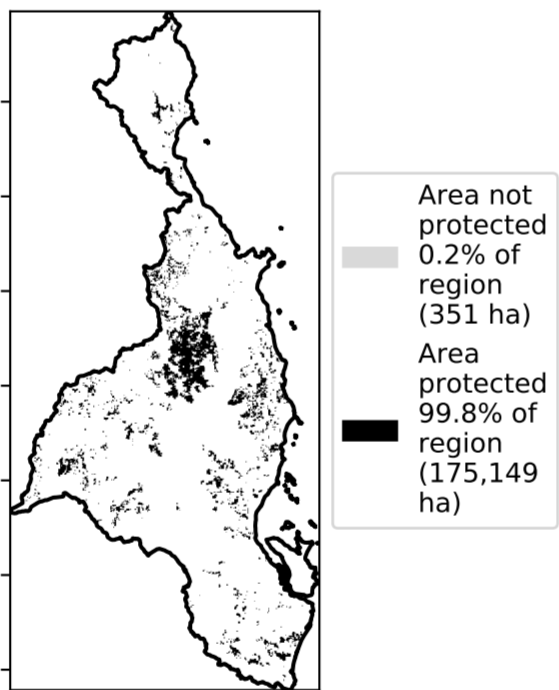 Area not
protected
0.2% of
region
(351 ha)
Area
protected
99.8% of
region
(175,149
ha)